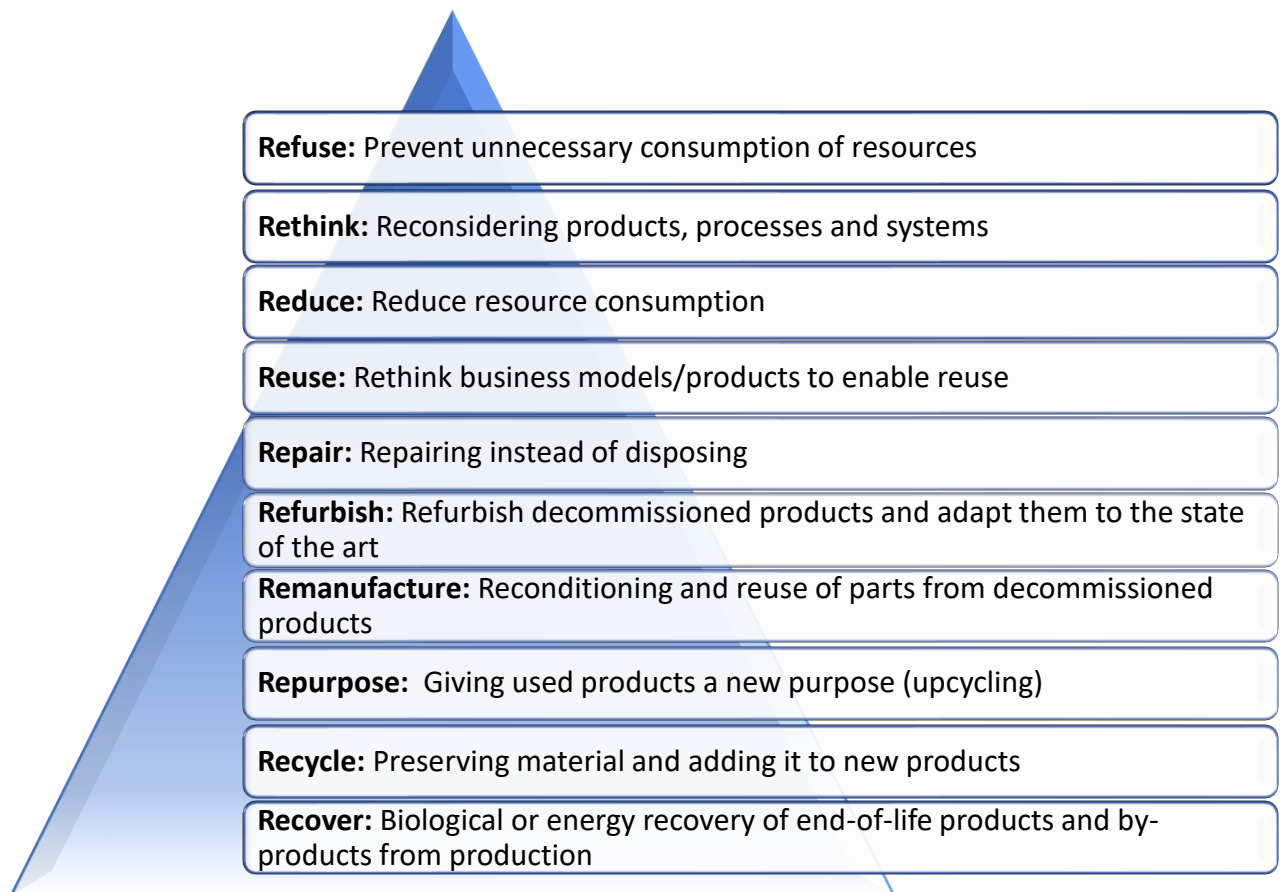 Refuse: Prevent unnecessary consumption of resources
Rethink: Reconsidering products, processes and systems
Reduce: Reduce resource consumption
Reuse: Rethink business models/products to enable reuse
Repair: Repairing instead of disposing
Refurbish: Refurbish decommissioned products and adapt them to the state
of the art
Remanufacture: Reconditioning and reuse of parts from decommissioned
products
Repurpose:  Giving used products a new purpose (upcycling)
Recycle: Preserving material and adding it to new products
Recover: Biological or energy recovery of end-of-life products and by-
products from production